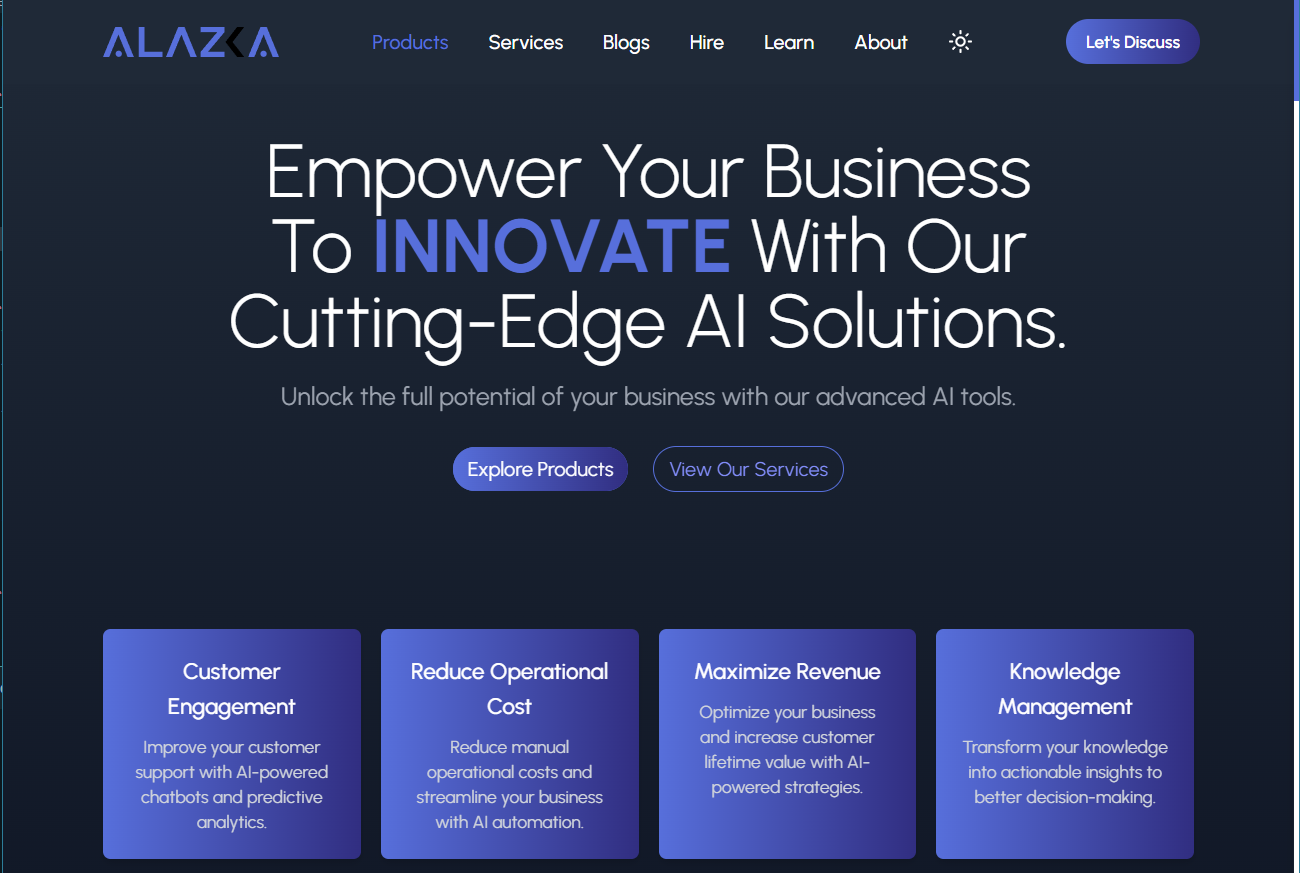 ALAZKA
Products Services Blogs Hire Learn About
Let's Discuss
Empower Your Business
To INNOVATE With Our
Cutting-Edge AI Solutions.
Unlock the full potential of your business with our advanced AI tools.
Explore Products
View Our Services
Customer
Engagement
Improve your customer
support with AI-powered
chatbots and predictive
analytics.
Reduce Operational
Cost
Reduce manual
operational costs and
streamline your business
with AI automation.
Maximize Revenue
Optimize your business
and increase customer
lifetime value with AI-
powered strategies.
Knowledge
Management
Transform your knowledge
into actionable insights to
better decision-making.